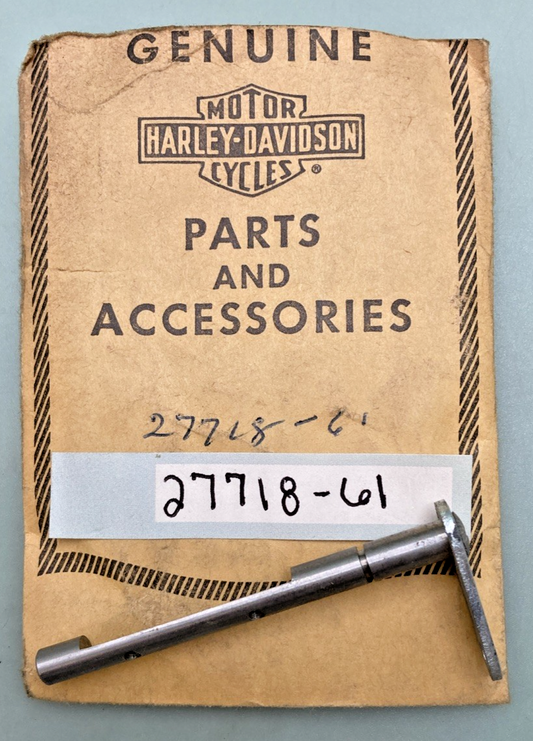 GENUINE
MOTOR
HARLEY-DAVIDSON
CYCLES ®
PARTS
AND
ACCESSORIES
27718-61
27718-61